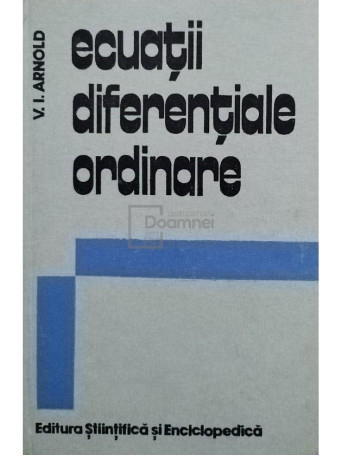 V. I. ARNOLD
ecuații
diferențiale
ordinare
Doamnei
Editura Științifică și Enciclopedică